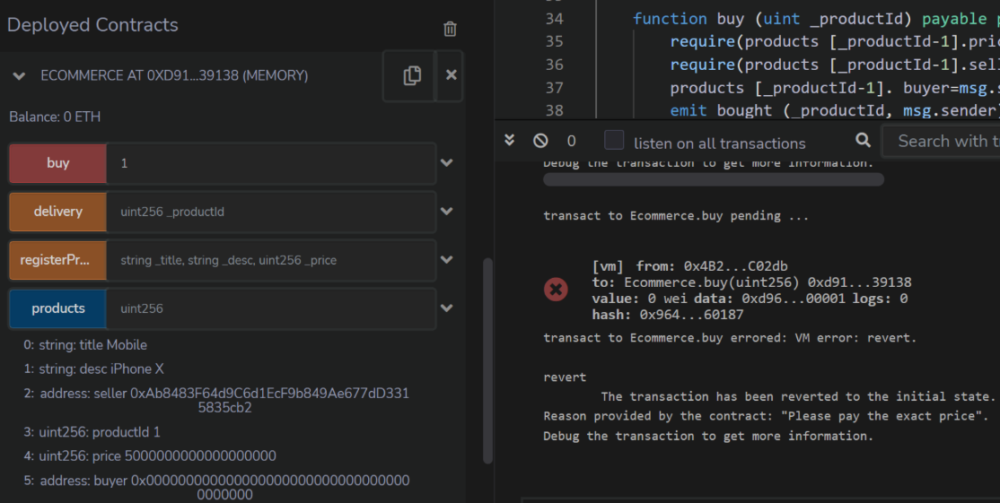 Deployed Contracts
ECOMMERCE AT 0XD91...39138 (MEMORY)
Balance: 0 ETH
buy
1
delivery
uint256 _productId
registerPr...
string _title, string _desc, uint256 _price
products
uint256
0: string: title Mobile
1: string: desc iPhone X
2: address: seller 0xAb8483F64d9C6d1EcF9b849Ae677dD331
5835cb2
3: uint256: productId 1
4: uint256: price 5000000000000000000
5: address: buyer 0x000000000000000000000000000000000
0000000
34 function buy (uint _productId) payable p
35 require(products [_productId-1].pric
36 require(products [_productId-1].sell
37 products [_productId-1]. buyer=msg.s
38 emit bought (_productId, msg.sender)
0
listen on all transactions
Search with tr
Debug the transaction to get more information.
transact to Ecommerce.buy pending ...
[vm] from: 0x4B2...C02db
to: Ecommerce.buy(uint256) 0xd91...39138
value: 0 wei data: 0xd96...00001 logs: 0
hash: 0x964...60187
transact to Ecommerce.buy errored: VM error: revert.
revert
The transaction has been reverted to the initial state.
Reason provided by the contract: "Please pay the exact price".
Debug the transaction to get more information.